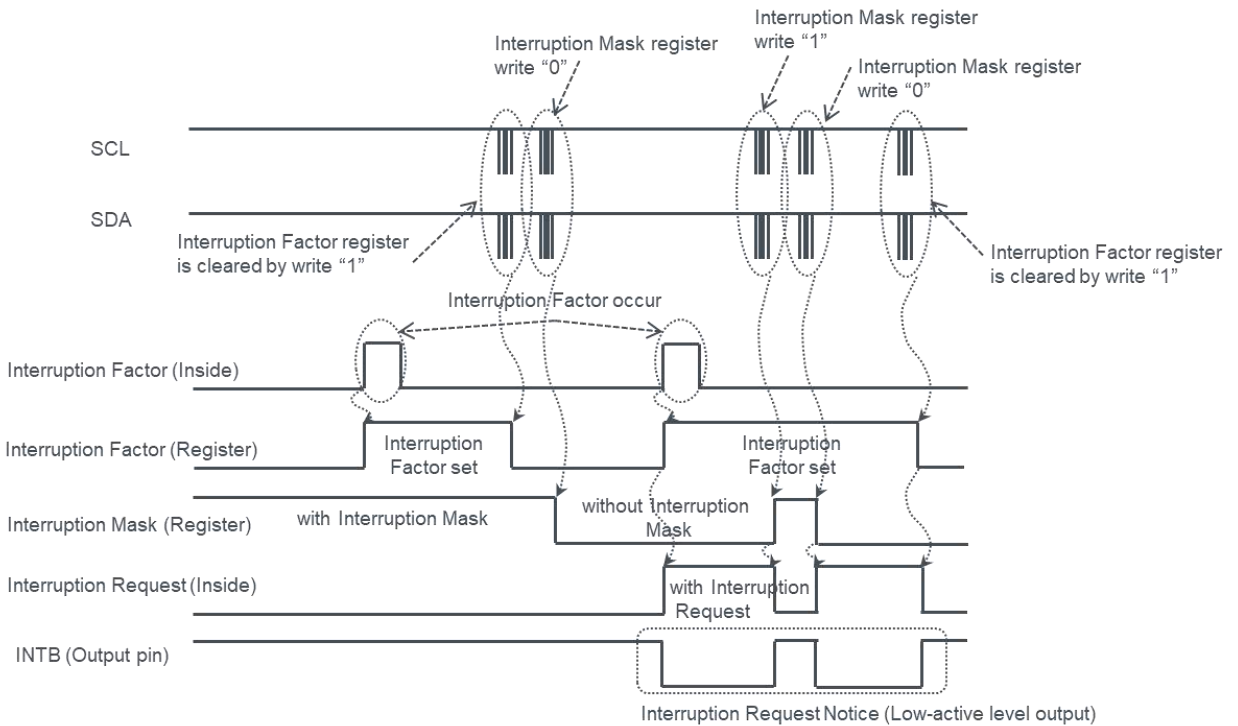 Interruption Mask register
write “1”
Interruption Mask register
write “0”
Interruption Mask register
write “0”
SCL
SDA
Interruption Factor register
is cleared by write “1”
Interruption Factor register
is cleared by write “1”
Interruption Factor occur
Interruption Factor (Inside)
Interruption Factor (Register)
Interruption
Factor set
Interruption
Factor set
Interruption Mask (Register)
with Interruption Mask
without Interruption
Mask
Interruption Request (Inside)
with Interruption
Request
INTB (Output pin)
Interruption Request Notice (Low-active level output)